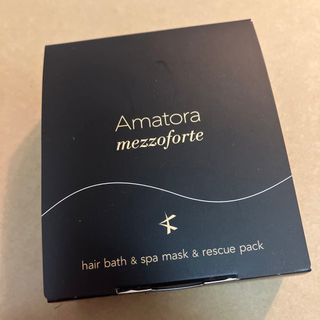 Amatora
mezzoforte
hair bath & spa mask & rescue pack